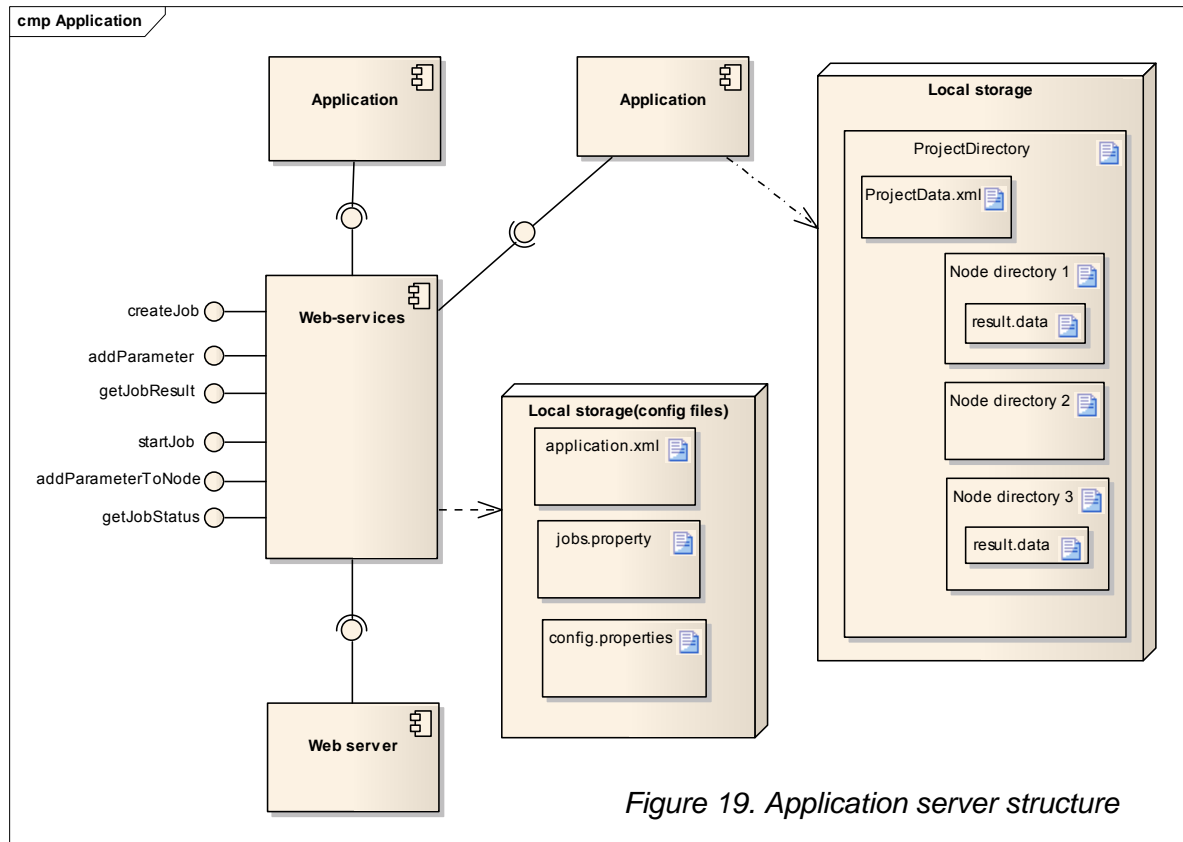 cmp Application
Application
Application
Local storage
ProjectDirectory
ProjectData.xml
Node directory 1
result.data
Node directory 2
Node directory 3
result.data
Web-services
createJob
addParameter
getJobResult
startJob
addParameterToNode
getJobStatus
Local storage(config files)
application.xml
jobs.property
config.properties
Web server
Figure 19. Application server structure